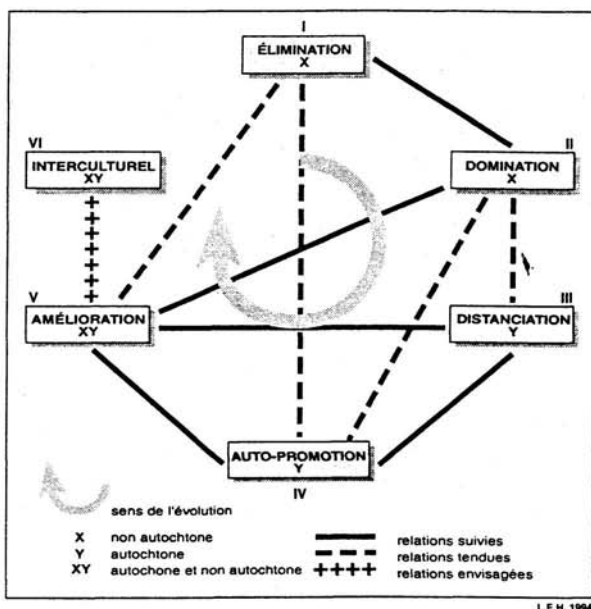 I
ÉLIMINATION
X
VI
INTERCULTUREL
XY
II
DOMINATION
X
V
AMÉLIORATION
XY
III
DISTANCIATION
Y
AUTO-PROMOTION
Y
IV
sens de l'évolution
X non autochtone
Y autochtone
XY autochone et non autochtone
relations suivies
relations tendues
++++ relations envisagées
L.E.H. 1994